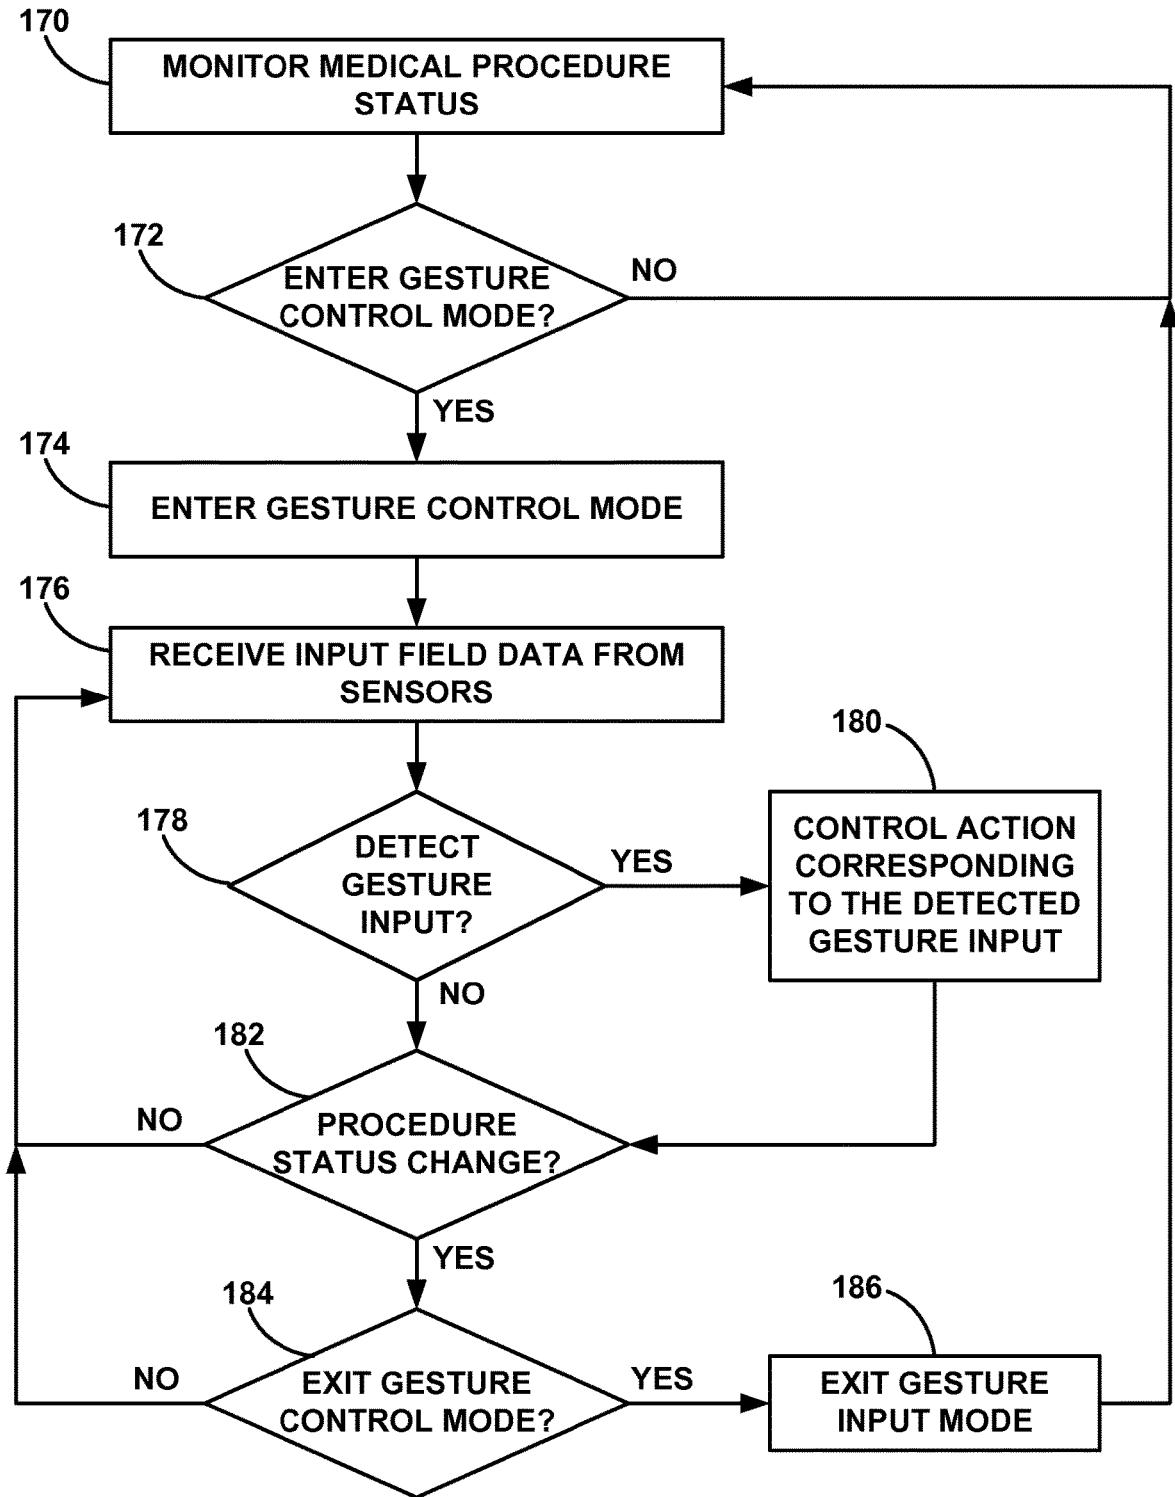 170
MONITOR MEDICAL PROCEDURE
STATUS
172
ENTER GESTURE
CONTROL MODE?
NO
YES
174
ENTER GESTURE CONTROL MODE
176
RECEIVE INPUT FIELD DATA FROM
SENSORS
178
DETECT
GESTURE
INPUT?
YES
180
CONTROL ACTION
CORRESPONDING
TO THE DETECTED
GESTURE INPUT
NO
182
NO
PROCEDURE
STATUS CHANGE?
YES
184
NO
EXIT GESTURE
CONTROL MODE?
YES
186
EXIT GESTURE
INPUT MODE